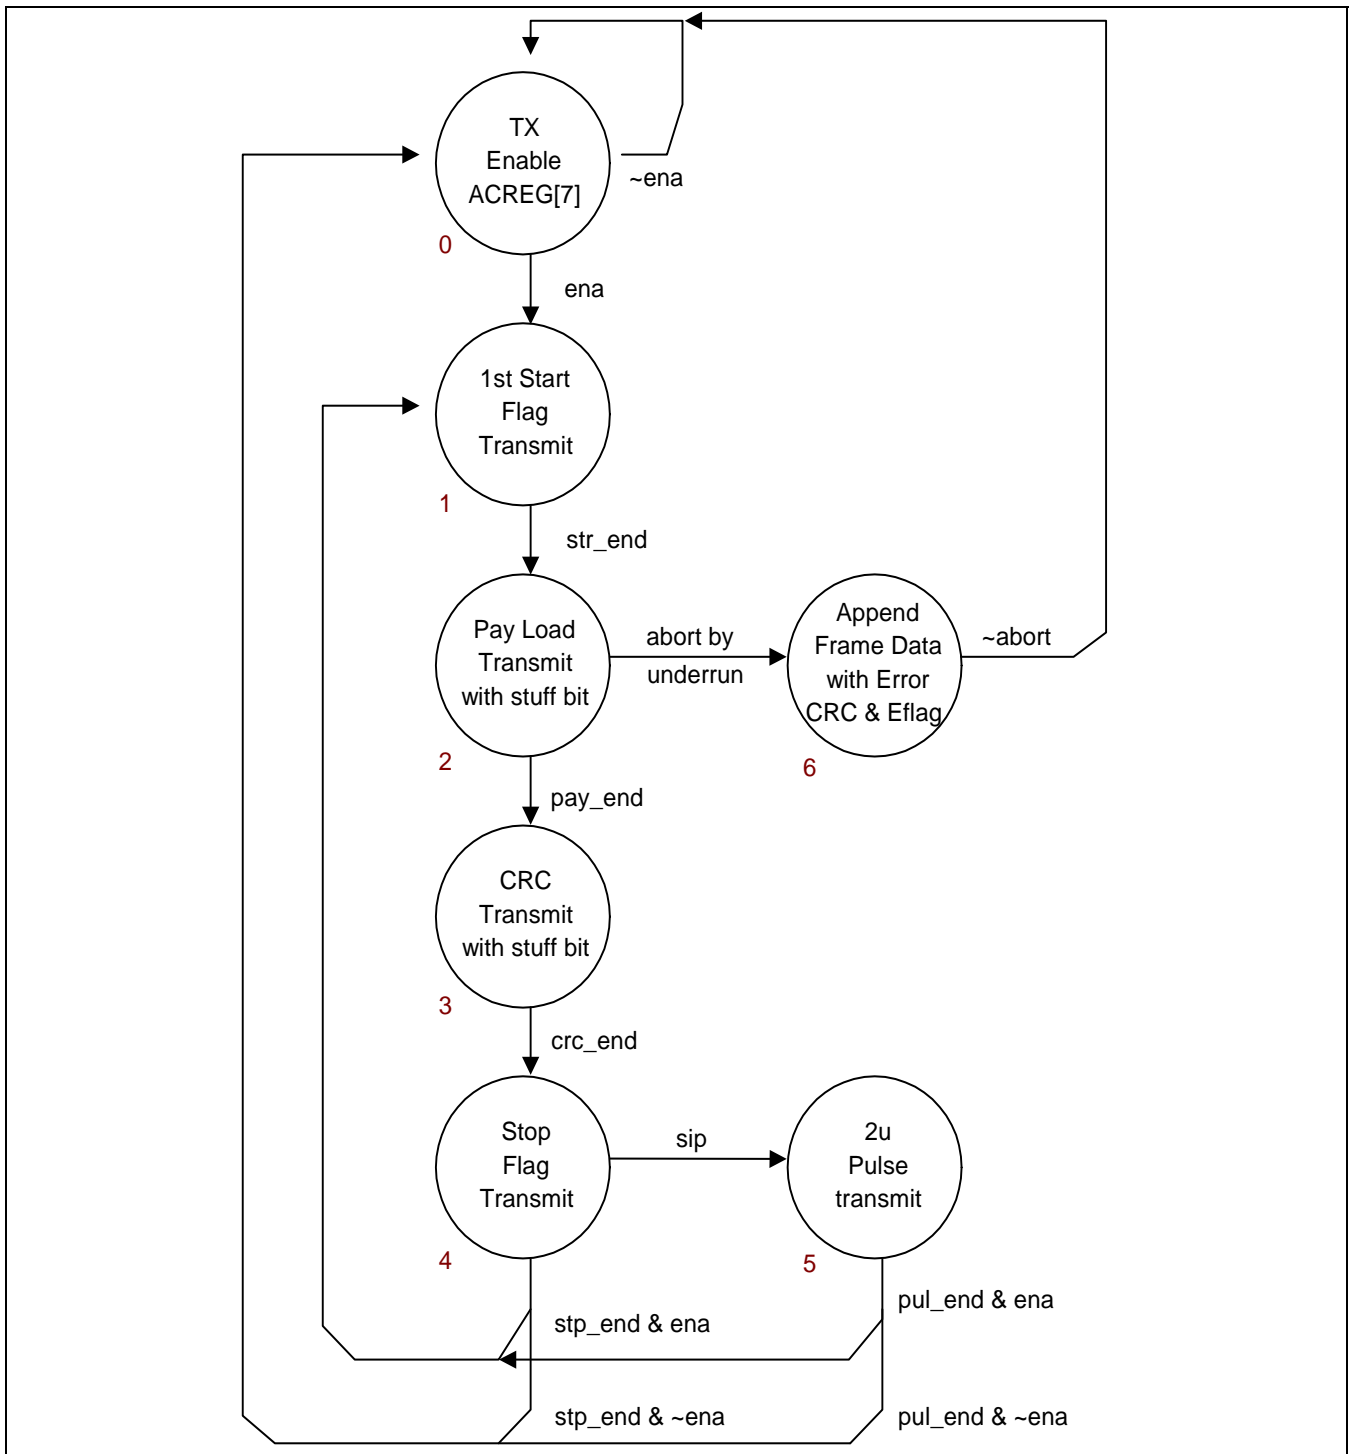 TX
Enable
ACREG[7]
~ena
0
ena
1st Start
Flag
Transmit
1
str_end
Pay Load
Transmit
with stuff bit
2
abort by
underrun
Append
Frame Data
with Error
CRC & Eflag
6
~abort
pay_end
CRC
Transmit
with stuff bit
3
crc_end
Stop
Flag
Transmit
4
sip
2u
Pulse
transmit
5
stp_end & ena
pul_end & ena
stp_end & ~ena
pul_end & ~ena